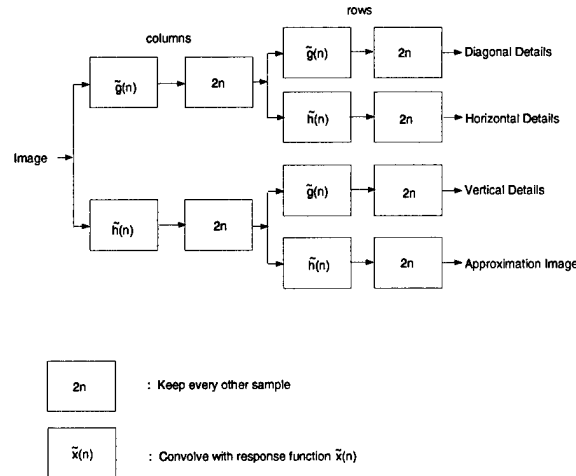 rows
columns
g̃(n)
2n
Diagonal Details
g̃(n)
2n
h̃(n)
2n
Horizontal Details
Image
g̃(n)
2n
Vertical Details
h̃(n)
2n
h̃(n)
2n
Approximation Image
2n
: Keep every other sample
x̃(n)
: Convolve with response function x̃(n)